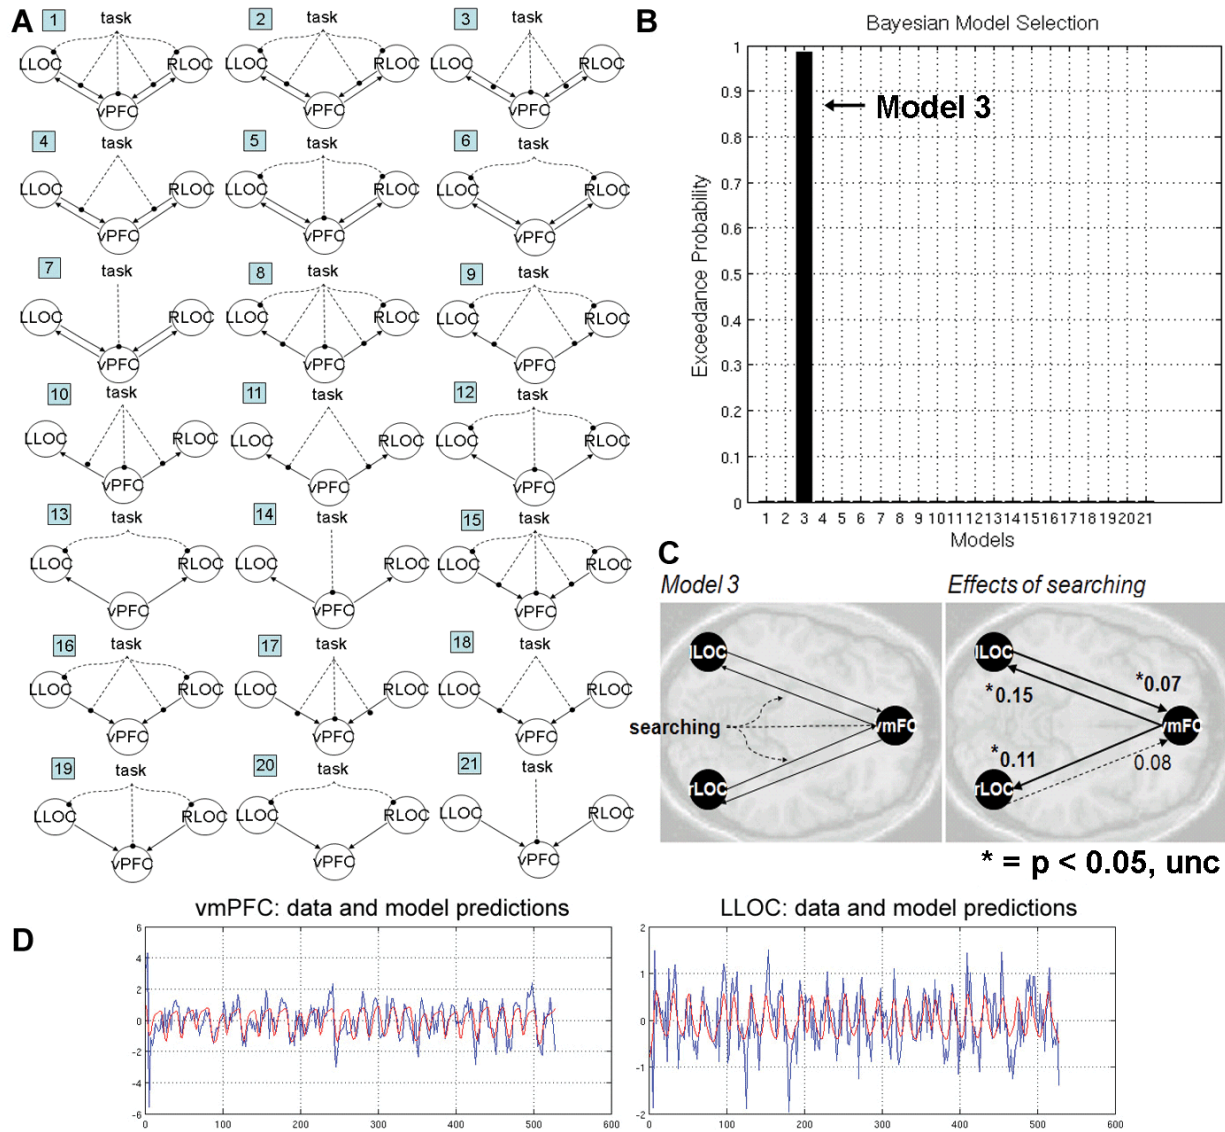 A
1
task
LLOC
RLOC
vPFC
2
task
LLOC
RLOC
vPFC
3
task
LLOC
RLOC
vPFC
4
task
LLOC
RLOC
vPFC
5
task
LLOC
RLOC
vPFC
6
task
LLOC
RLOC
vPFC
7
task
LLOC
RLOC
vPFC
8
task
LLOC
RLOC
vPFC
9
task
LLOC
RLOC
vPFC
10
task
LLOC
RLOC
vPFC
11
task
LLOC
RLOC
vPFC
12
task
LLOC
RLOC
vPFC
13
task
LLOC
RLOC
vPFC
14
task
LLOC
RLOC
vPFC
15
task
LLOC
RLOC
vPFC
16
task
LLOC
RLOC
vPFC
17
task
LLOC
RLOC
vPFC
18
task
LLOC
RLOC
vPFC
19
task
LLOC
RLOC
vPFC
20
task
LLOC
RLOC
vPFC
21
task
LLOC
RLOC
vPFC
B
Bayesian Model Selection
Exceedance Probability
1
0.9
0.8
0.7
0.6
0.5
0.4
0.3
0.2
0.1
0
Model 3
1 2 3 4 5 6 7 8 9 10 11 12 13 14 15 16 17 18 19 20 21
Models
C
Model 3
lLOC
searching
vmFC
rLOC
Effects of searching
lLOC
*0.07
*0.15
vmFC
*0.11
0.08
rLOC
* = p < 0.05, unc
D
vmPFC: data and model predictions
6
4
2
0
-2
-4
-6
0 100 200 300 400 500 600
LLOC: data and model predictions
2
1
0
-1
-2
0 100 200 300 400 500 600